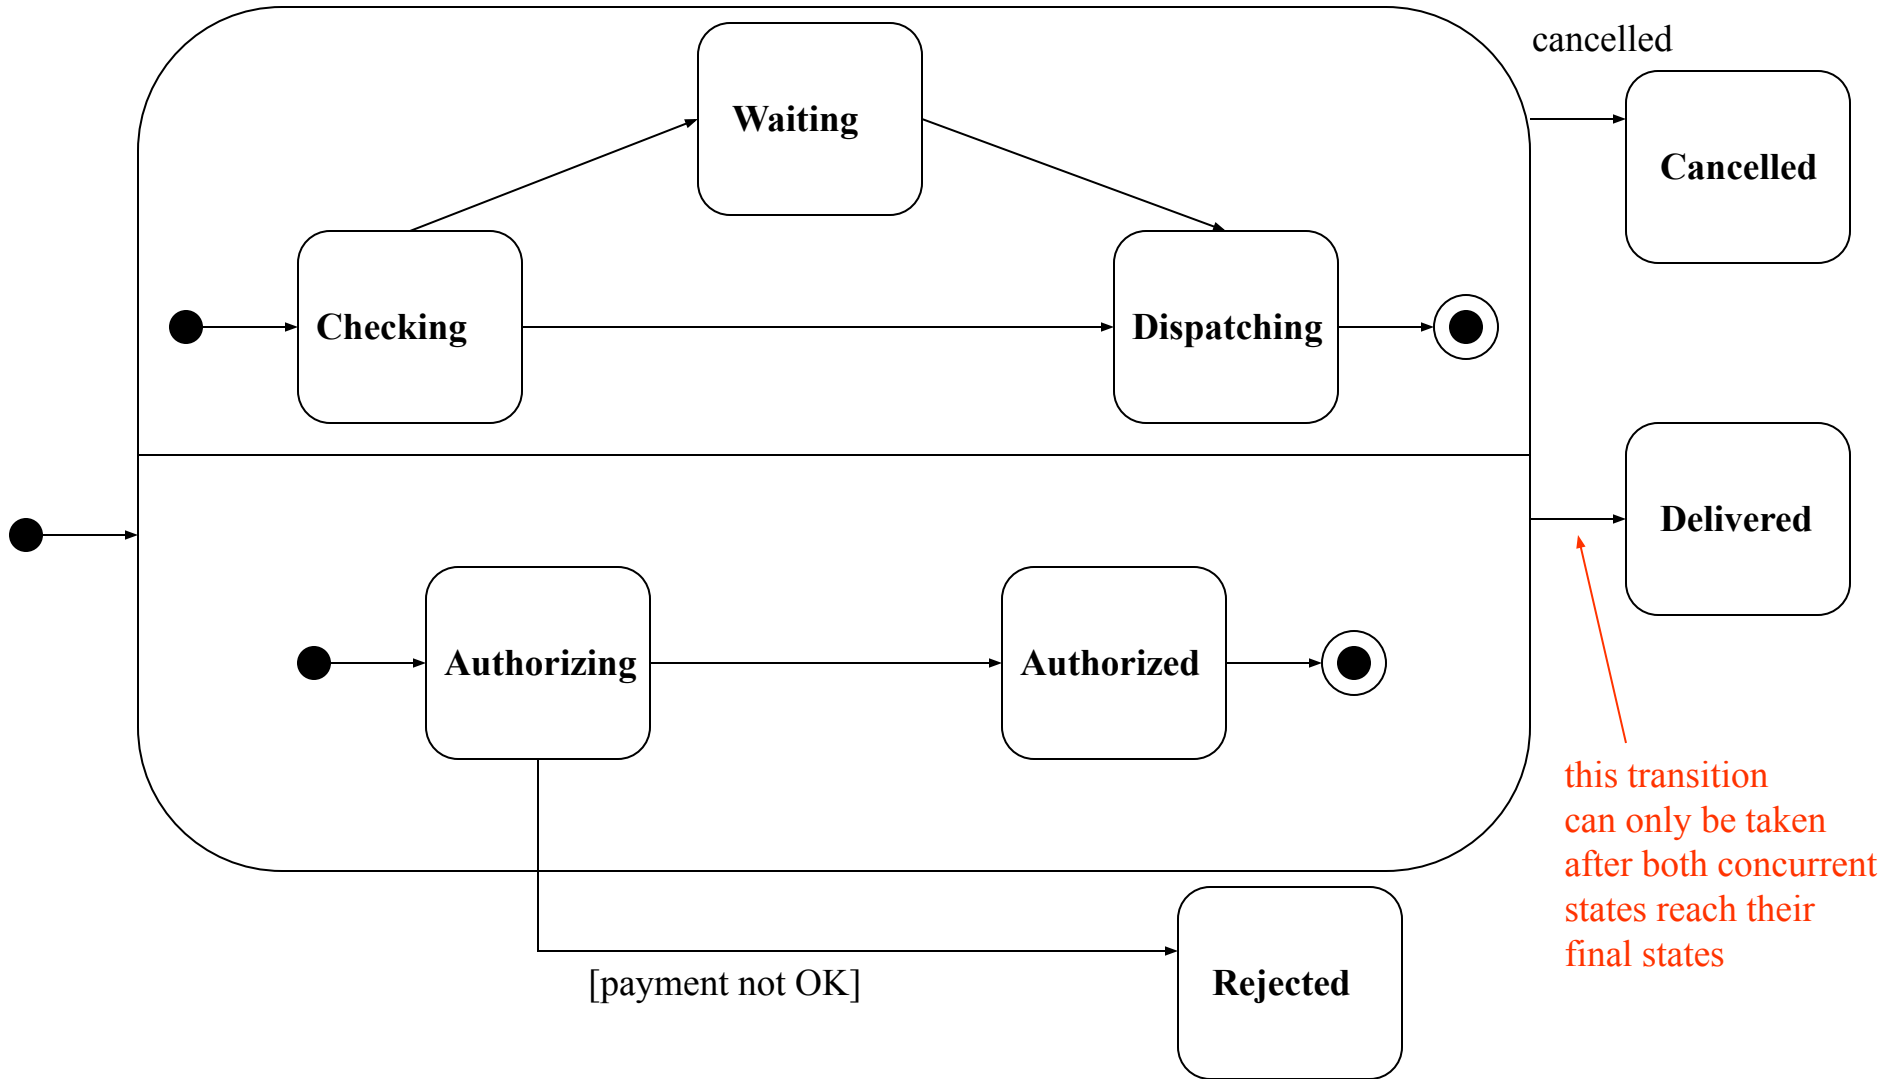 cancelled
Waiting
Cancelled
Checking
Dispatching
Delivered
Authorizing
Authorized
this transition
can only be taken
after both concurrent
states reach their
final states
[payment not OK]
Rejected